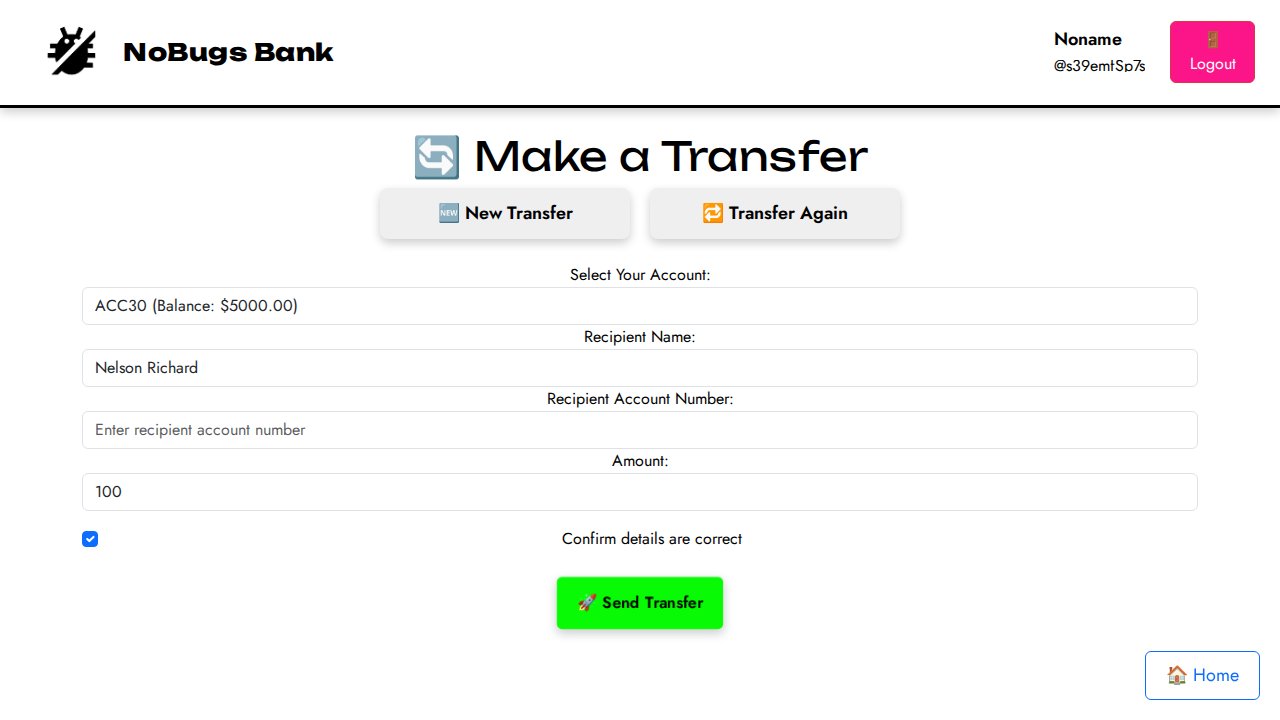 NoBugs Bank
Noname
@s39emtSp7s
Logout
Make a Transfer
New Transfer
Transfer Again
Select Your Account:
ACC30 (Balance: $5000.00)
Recipient Name:
Nelson Richard
Recipient Account Number:
Enter recipient account number
Amount:
100
Confirm details are correct
Send Transfer
Home